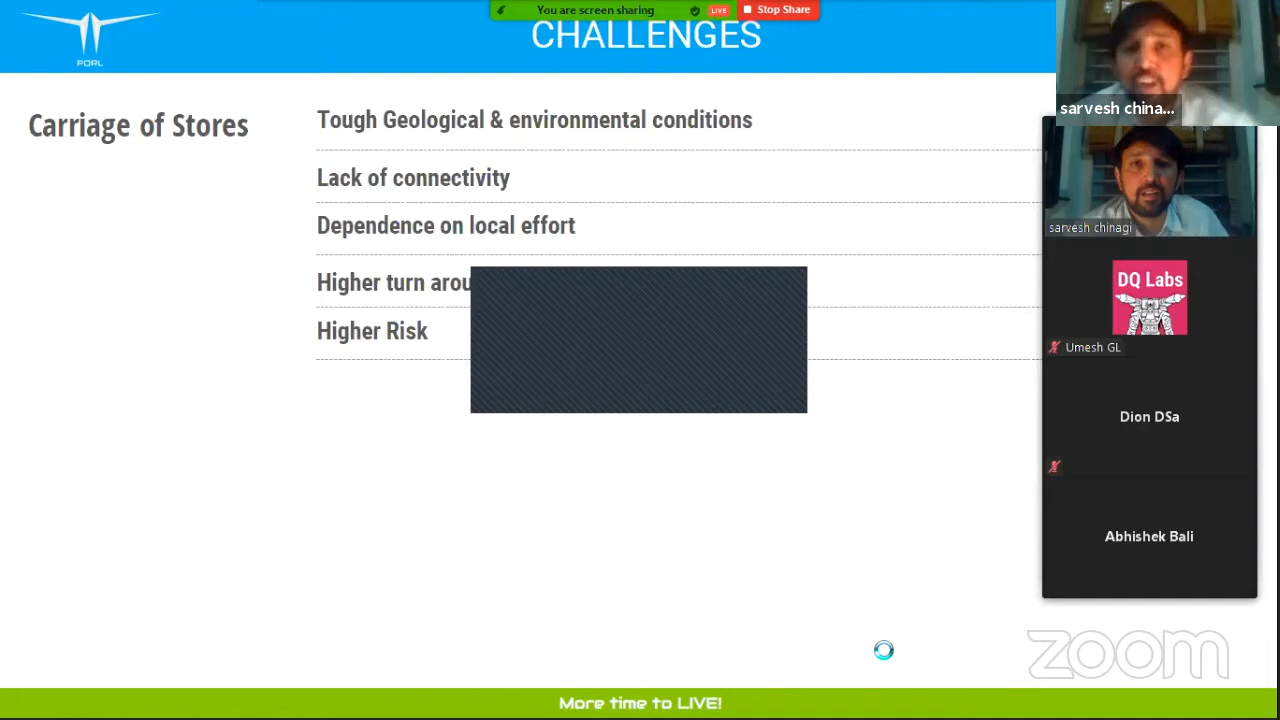 You are screen sharing
LIVE
Stop Share
CHALLENGES
PDRL
Carriage of Stores
Tough Geological & environmental conditions
Lack of connectivity
Dependence on local effort
Higher turn arou
Higher Risk
sarvesh china...
sarvesh chinagi
DQ Labs
Umesh GL
Dion DSa
Abhishek Bali
zoom
More time to LIVE!